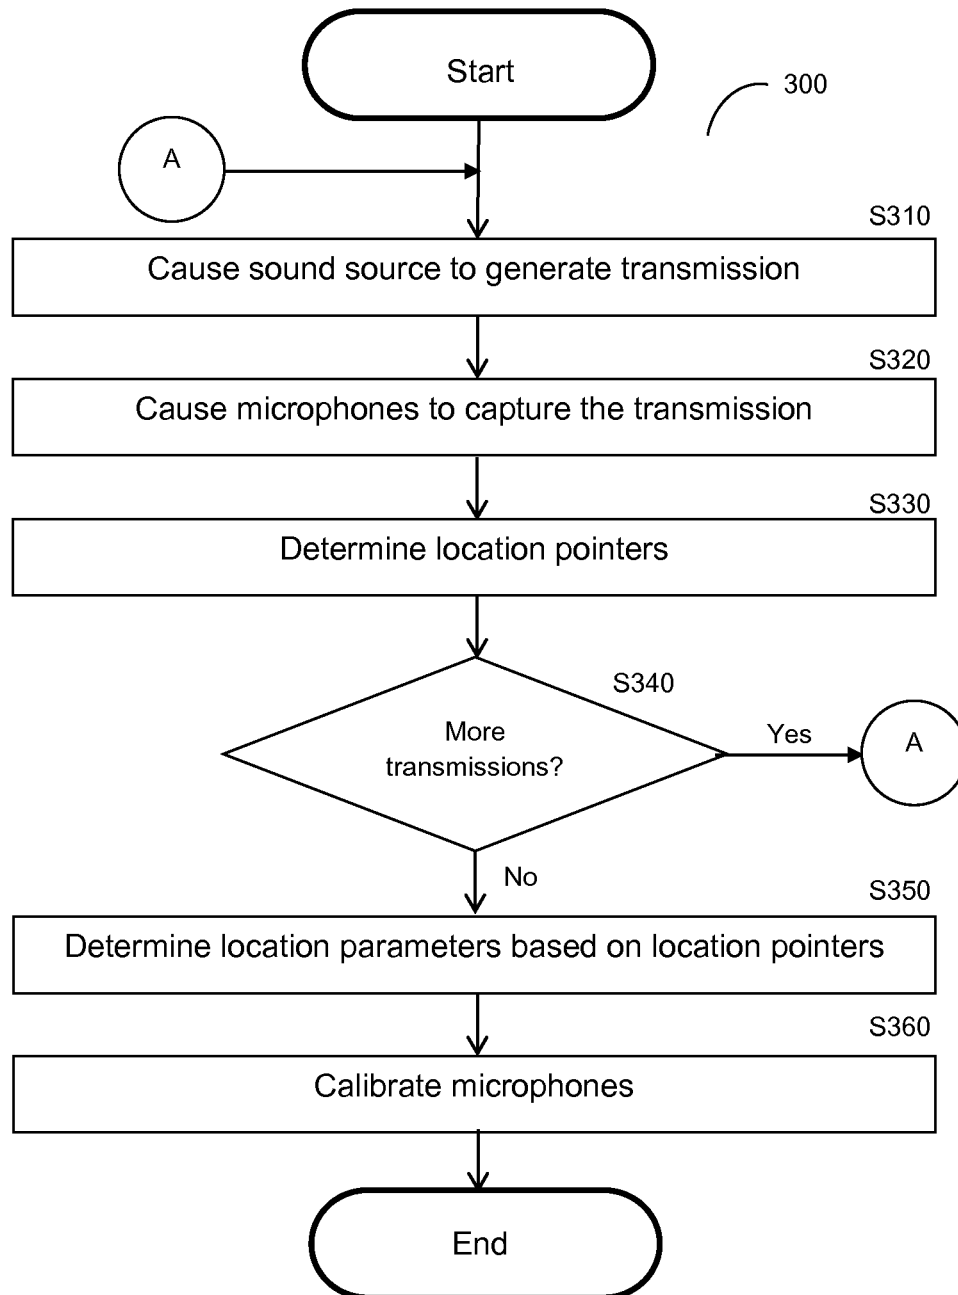 Start
300
A
S310
Cause sound source to generate transmission
S320
Cause microphones to capture the transmission
S330
Determine location pointers
S340
More
transmissions?
Yes
A
No
S350
Determine location parameters based on location pointers
S360
Calibrate microphones
End